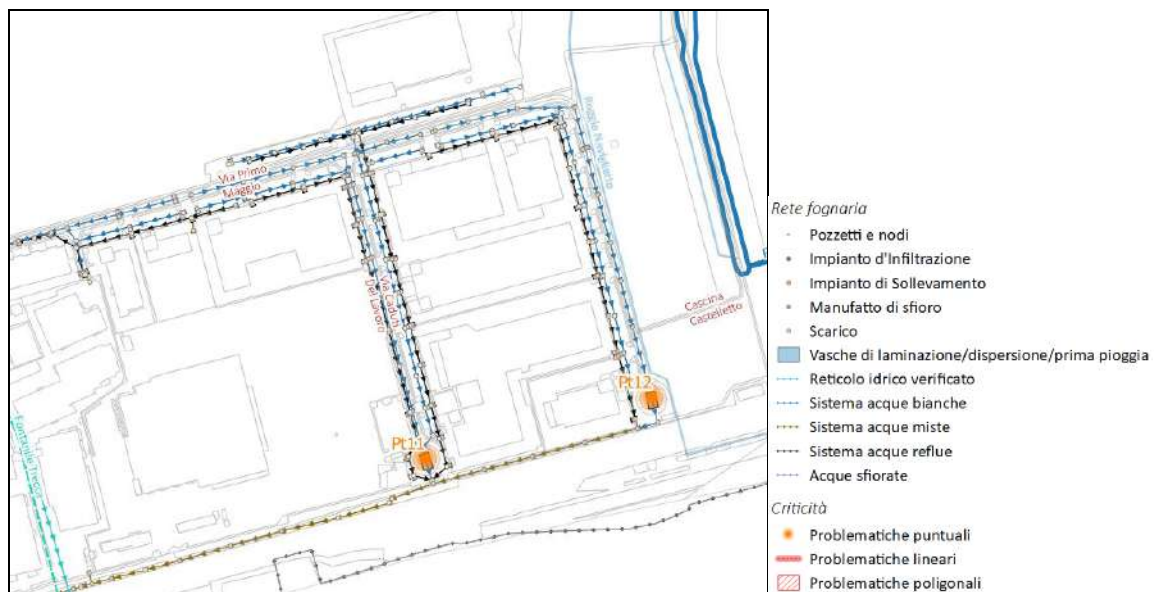 Via Primo
Maggio
Via Caduti
Del Lavoro
Cascina
Castelletto
Pt12
Pt11
Rete fognaria
Pozzetti e nodi
Impianto d'Infiltrazione
Impianto di Sollevamento
Manufatto di sfioro
Scarico
Vasche di laminazione/dispersione/prima pioggia
Reticolo idrico verificato
Sistema acque bianche
Sistema acque miste
Sistema acque reflue
Acque sfiorate
Criticità
Problematiche puntuali
Problematiche lineari
Problematiche poligonali